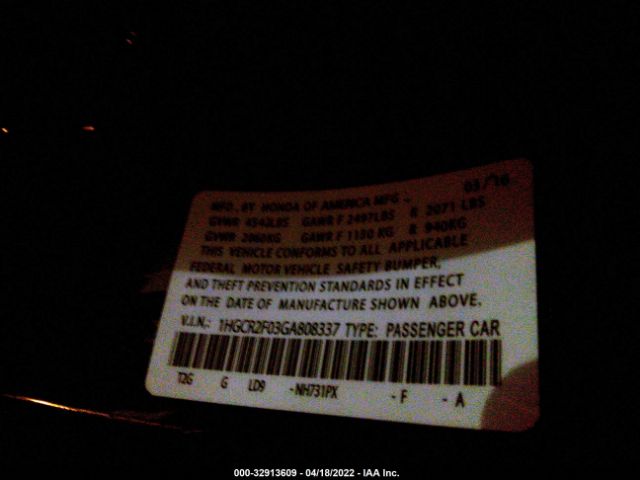 MFD. BY HONDA OF AMERICA MFG. 03/16
GVWR 4542LBS GAWR F 2497LBS R 2071 LBS
GVWR 2060KG GAWR F 1130 KG R 940KG
THIS VEHICLE CONFORMS TO ALL APPLICABLE
FEDERAL MOTOR VEHICLE SAFETY BUMPER,
AND THEFT PREVENTION STANDARDS IN EFFECT
ON THE DATE OF MANUFACTURE SHOWN ABOVE.
V.I.N.: 1HGCR2F03GA808337 TYPE: PASSENGER CAR
T2G G LD9 -NH731PX - F - A
000-32913609 - 04/18/2022 - IAA Inc.